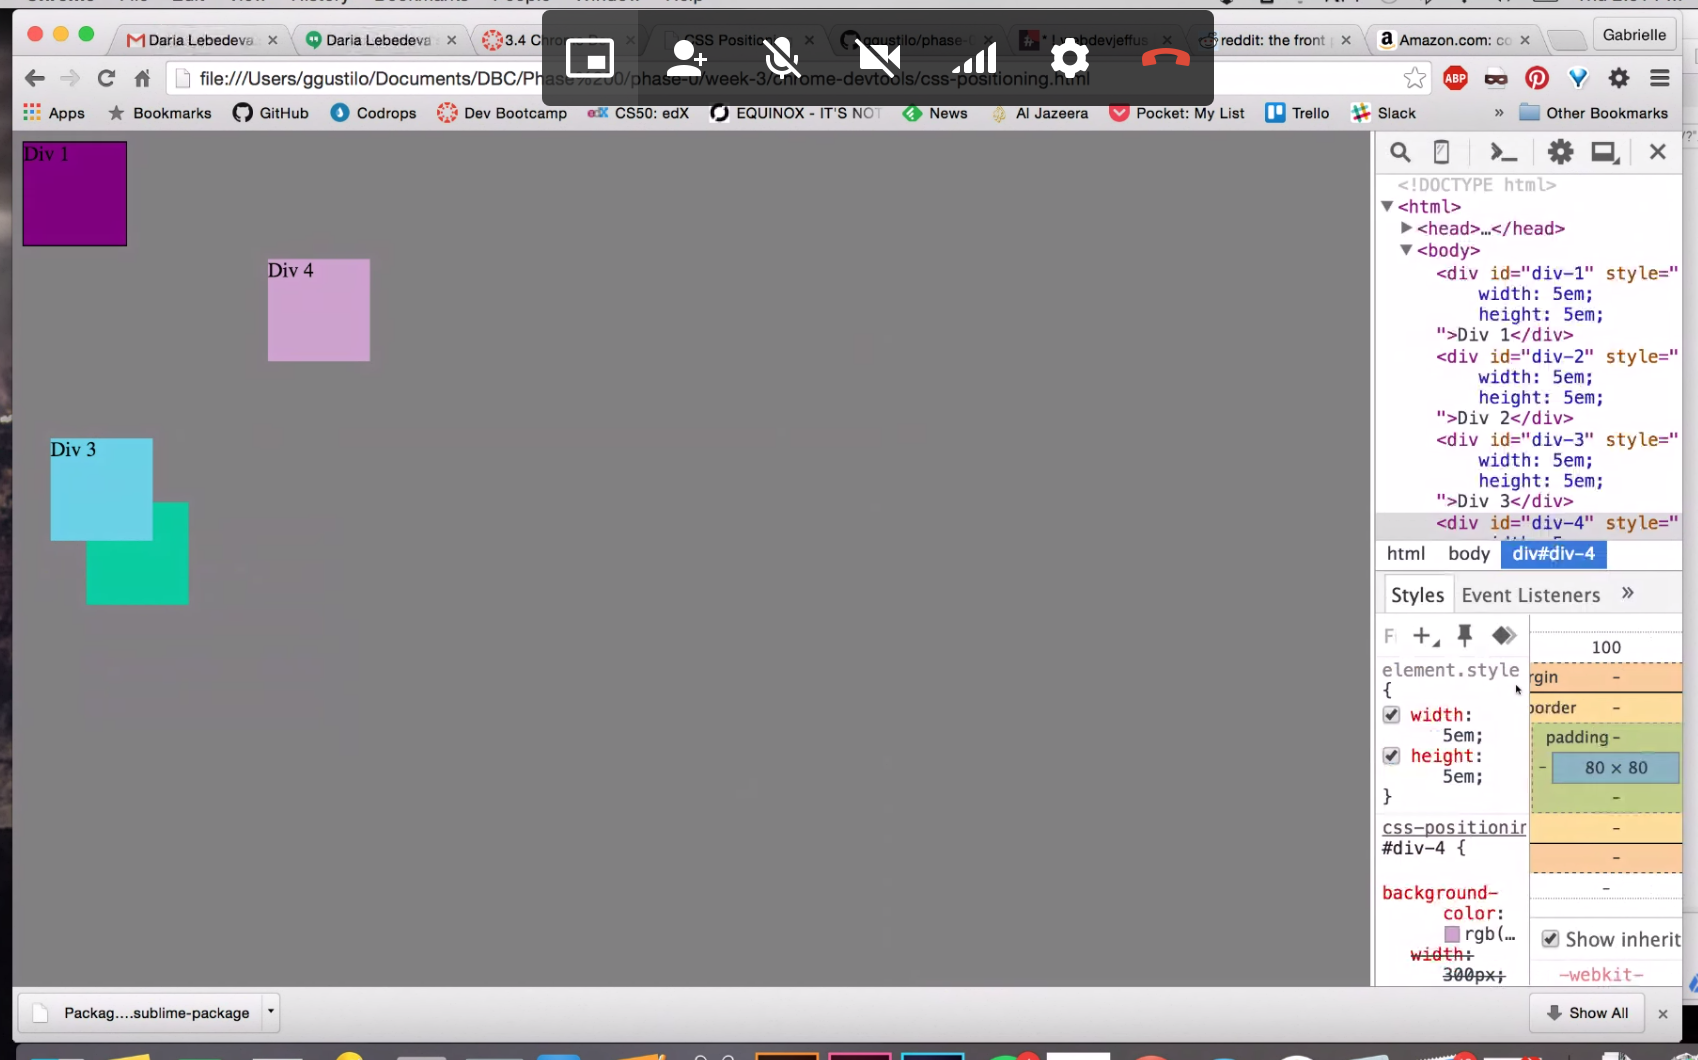 Daria Lebedeva
Daria Lebedeva
3.4 Chro
CSS Position
ggustilo/phase-
webdevjeffus
reddit: the front
Amazon.com: co
Gabrielle
file:///Users/ggustilo/Documents/DBC/Phase%200/phase-0/week-3/chrome-devtools/css-positioning.html
ABP
Apps
Bookmarks
GitHub
Codrops
Dev Bootcamp
edX CS50: edX
EQUINOX - IT'S NOT
News
Al Jazeera
Pocket: My List
Trello
Slack
»
Other Bookmarks
Div 1
Div 4
Div 3
<!DOCTYPE html>
<html>
<head>…</head>
<body>
<div id="div-1" style="
width: 5em;
height: 5em;
">Div 1</div>
<div id="div-2" style="
width: 5em;
height: 5em;
">Div 2</div>
<div id="div-3" style="
width: 5em;
height: 5em;
">Div 3</div>
<div id="div-4" style="
html body div#div-4
Styles Event Listeners »
element.style
{
width:
5em;
height:
5em;
}
css-positionin
#div-4 {
background-
color:
rgb(…
width:
300px;
100
rgin -
border -
padding -
- 80 × 80
-
-
-
-
Show inherit
-webkit-
Packag....sublime-package
Show All